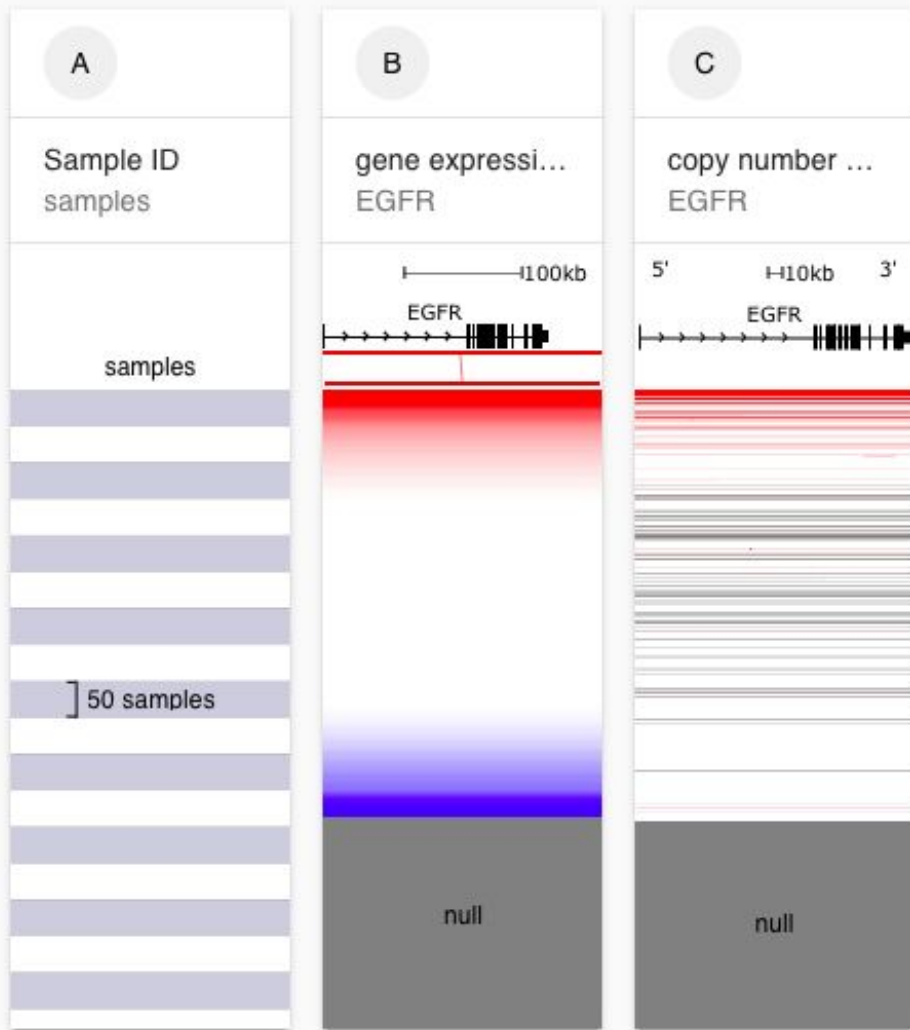 A
Sample ID
samples
samples
50 samples
B
gene expressi...
EGFR
100kb
EGFR
null
C
copy number ...
EGFR
5'
10kb
3'
EGFR
null